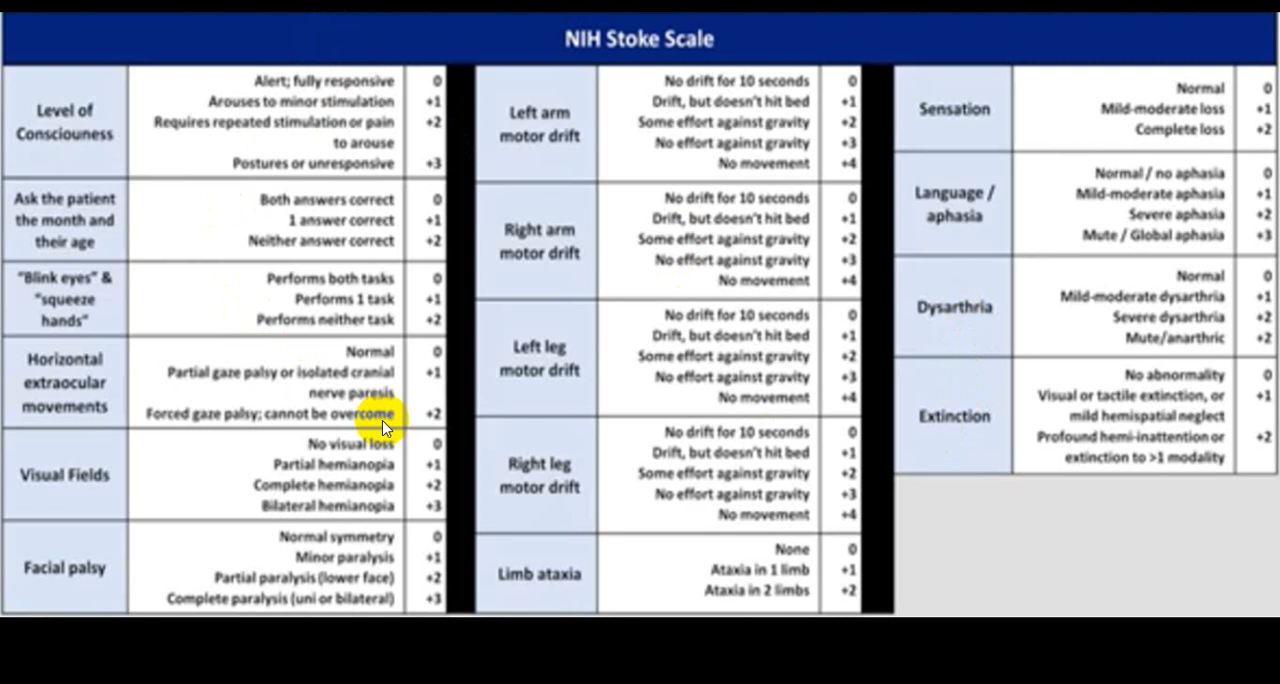 NIH Stoke Scale
Level of
Consciouness
Alert; fully responsive 0
Arouses to minor stimulation +1
Requires repeated stimulation or pain +2
to arouse
Postures or unresponsive +3
Ask the patient
the month and
their age
Both answers correct 0
1 answer correct +1
Neither answer correct +2
"Blink eyes" &
"squeeze
hands"
Performs both tasks 0
Performs 1 task +1
Performs neither task +2
Horizontal
extraocular
movements
Normal 0
Partial gaze palsy or isolated cranial +1
nerve paresis
Forced gaze palsy; cannot be overcome +2
Visual Fields
No visual loss 0
Partial hemianopia +1
Complete hemianopia +2
Bilateral hemianopia +3
Facial palsy
Normal symmetry 0
Minor paralysis +1
Partial paralysis (lower face) +2
Complete paralysis (uni or bilateral) +3
Left arm
motor drift
No drift for 10 seconds 0
Drift, but doesn't hit bed +1
Some effort against gravity +2
No effort against gravity +3
No movement +4
Right arm
motor drift
No drift for 10 seconds 0
Drift, but doesn't hit bed +1
Some effort against gravity +2
No effort against gravity +3
No movement +4
Left leg
motor drift
No drift for 10 seconds 0
Drift, but doesn't hit bed +1
Some effort against gravity +2
No effort against gravity +3
No movement +4
Right leg
motor drift
No drift for 10 seconds 0
Drift, but doesn't hit bed +1
Some effort against gravity +2
No effort against gravity +3
No movement +4
Limb ataxia
None 0
Ataxia in 1 limb +1
Ataxia in 2 limbs +2
Sensation
Normal 0
Mild-moderate loss +1
Complete loss +2
Language /
aphasia
Normal / no aphasia 0
Mild-moderate aphasia +1
Severe aphasia +2
Mute / Global aphasia +3
Dysarthria
Normal 0
Mild-moderate dysarthria +1
Severe dysarthria +2
Mute/anarthric +2
Extinction
No abnormality 0
Visual or tactile extinction, or +1
mild hemispatial neglect
Profound hemi-inattention or +2
extinction to >1 modality